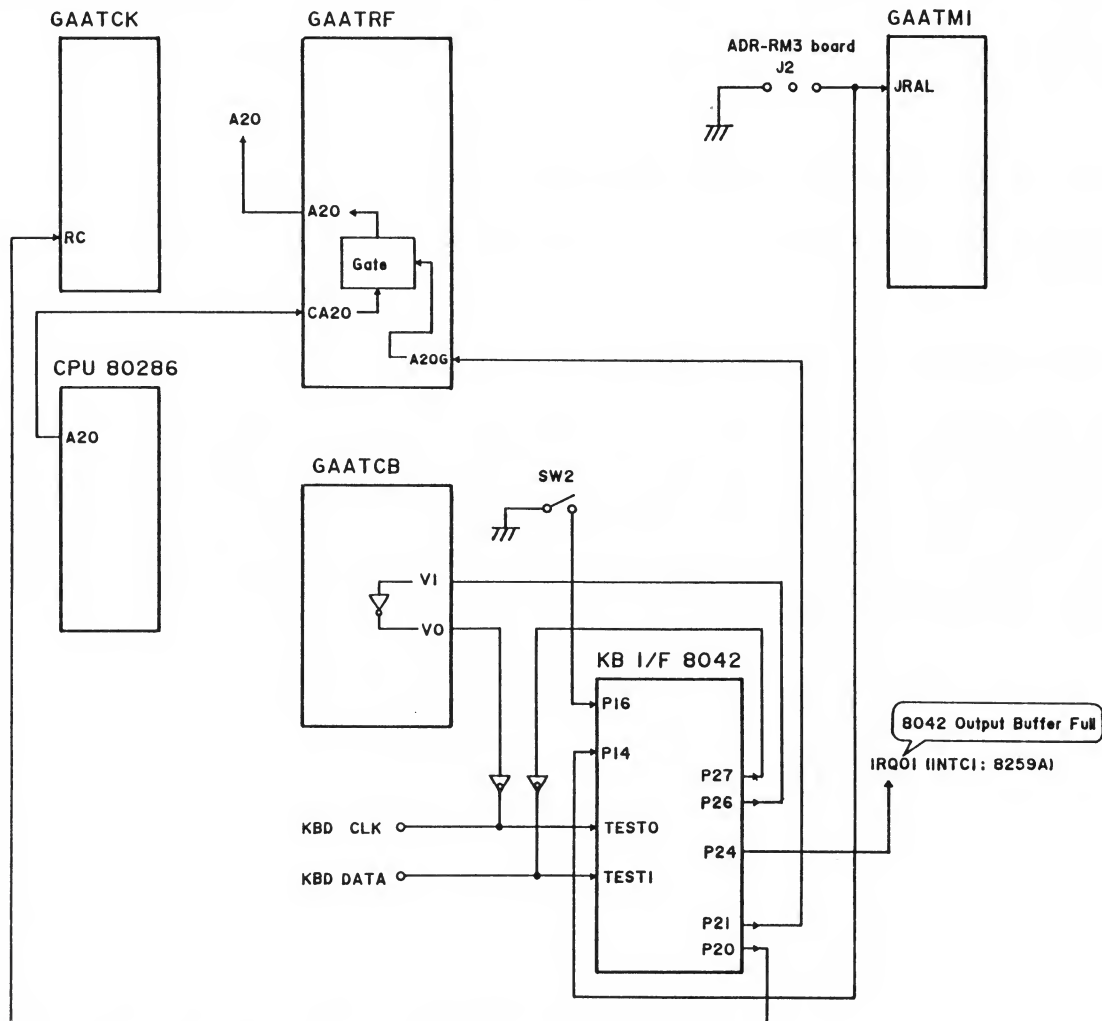 GAATCK
GAATRF
GAATMI
ADR-RM3 board
J2
JRAL
A20
A20
RC
Gate
CA20
A20G
CPU 80286
A20
GAATCB
SW2
VI
VO
KB I/F 8042
P16
8042 Output Buffer Full
P14
IRQ01 (INTC1: 8259A)
P27
P26
KBD CLK
TEST0
P24
KBD DATA
TEST1
P21
P20